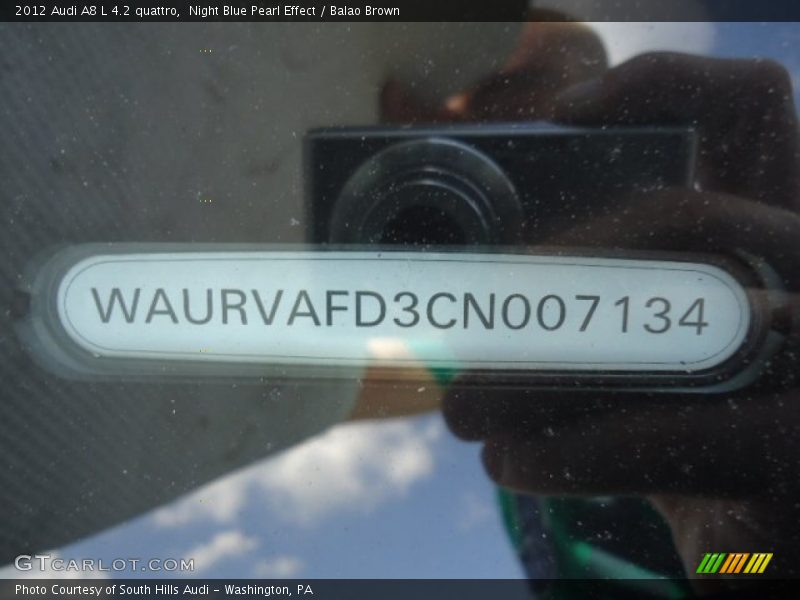 2012 Audi A8 L 4.2 quattro,  Night Blue Pearl Effect / Balao Brown
WAURVAFD3CN007134
GTCARLOT.COM
Photo Courtesy of South Hills Audi - Washington, PA